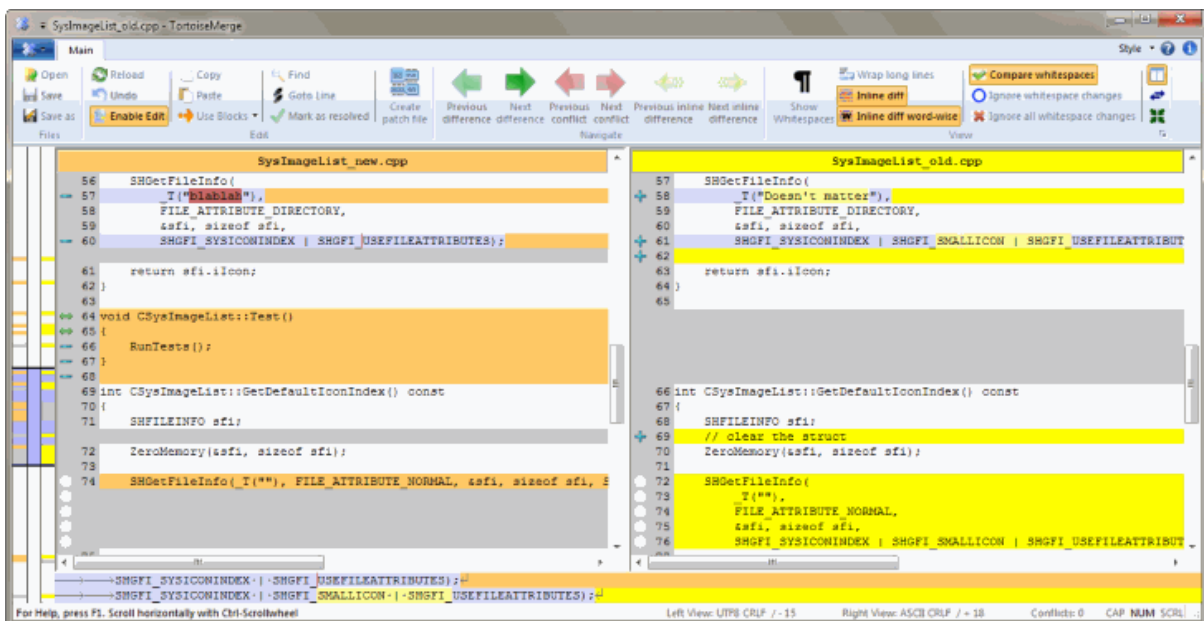 SysImageList_old.cpp - TortoiseMerge
Main
Style
Open
Save
Save as
Files
Reload
Undo
Enable Edit
Copy
Paste
Use Blocks
Find
Goto Line
Mark as resolved
Edit
Create patch file
Previous difference
Next difference
Previous conflict
Next conflict
Previous inline difference
Next inline difference
Navigate
Show Whitespaces
Wrap long lines
Inline diff
Inline diff word-wise
Compare whitespaces
Ignore whitespace changes
Ignore all whitespace changes
View
SysImageList_new.cpp
56 SHGetFileInfo(
57 _T("blablah"),
58 FILE_ATTRIBUTE_DIRECTORY,
59 &sfi, sizeof sfi,
60 SHGFI_SYSICONINDEX | SHGFI_USEFILEATTRIBUTES);
61 return sfi.iIcon;
62 }
63
64 void CSysImageList::Test()
65 {
66 RunTests();
67 }
68
69 int CSysImageList::GetDefaultIconIndex() const
70 {
71 SHFILEINFO sfi;
72 ZeroMemory(&sfi, sizeof sfi);
73
74 SHGetFileInfo(_T(""), FILE_ATTRIBUTE_NORMAL, &sfi, sizeof sfi, S
SysImageList_old.cpp
57 SHGetFileInfo(
58 _T("Doesn't matter"),
59 FILE_ATTRIBUTE_DIRECTORY,
60 &sfi, sizeof sfi,
61 SHGFI_SYSICONINDEX | SHGFI_SMALLICON | SHGFI_USEFILEATTRIBUT
62
63 return sfi.iIcon;
64 }
65
66 int CSysImageList::GetDefaultIconIndex() const
67 {
68 SHFILEINFO sfi;
69 // clear the struct
70 ZeroMemory(&sfi, sizeof sfi);
71
72 SHGetFileInfo(
73 _T(""),
74 FILE_ATTRIBUTE_NORMAL,
75 &sfi, sizeof sfi,
76 SHGFI_SYSICONINDEX | SHGFI_SMALLICON | SHGFI_USEFILEATTRIBUT
SHGFI_SYSICONINDEX·|·SHGFI_USEFILEATTRIBUTES);
SHGFI_SYSICONINDEX·|·SHGFI_SMALLICON·|·SHGFI_USEFILEATTRIBUTES);
For Help, press F1. Scroll horizontally with Ctrl-Scrollwheel
Left View: UTF8 CRLF / - 15
Right View: ASCII CRLF / + 18
Conflicts: 0
CAP NUM SCRL